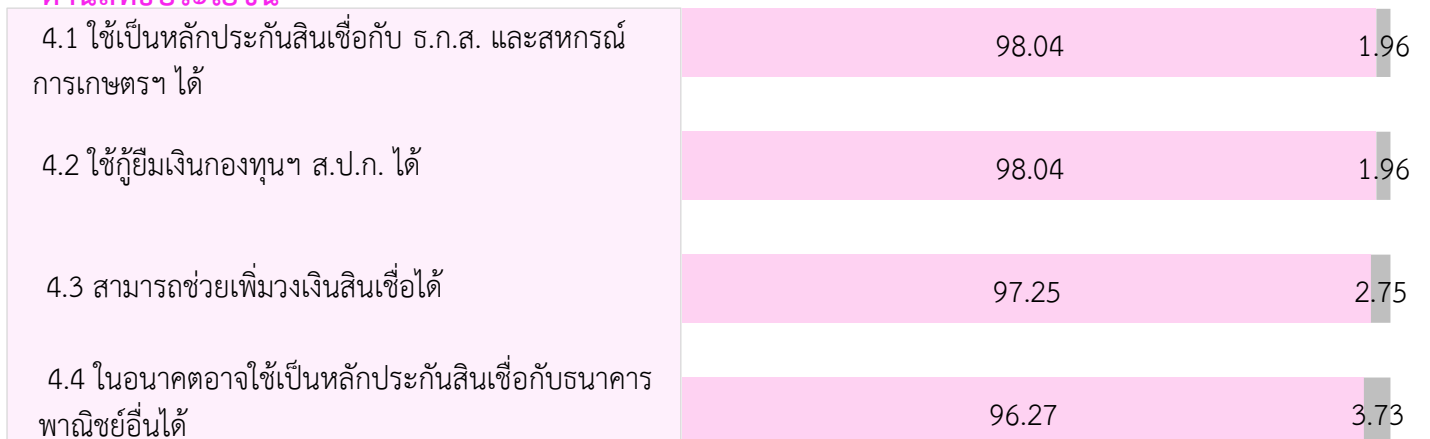 4.1 ใช้เป็นหลักประกันสินเชื่อกับ ธ.ก.ส. และสหกรณ์
การเกษตรฯ ได้
98.04 1.96
4.2 ใช้กู้ยืมเงินกองทุนฯ ส.ป.ก. ได้
98.04 1.96
4.3 สามารถช่วยเพิ่มวงเงินสินเชื่อได้
97.25 2.75
4.4 ในอนาคตอาจใช้เป็นหลักประกันสินเชื่อกับธนาคาร
พาณิชย์อื่นได้
96.27 3.73